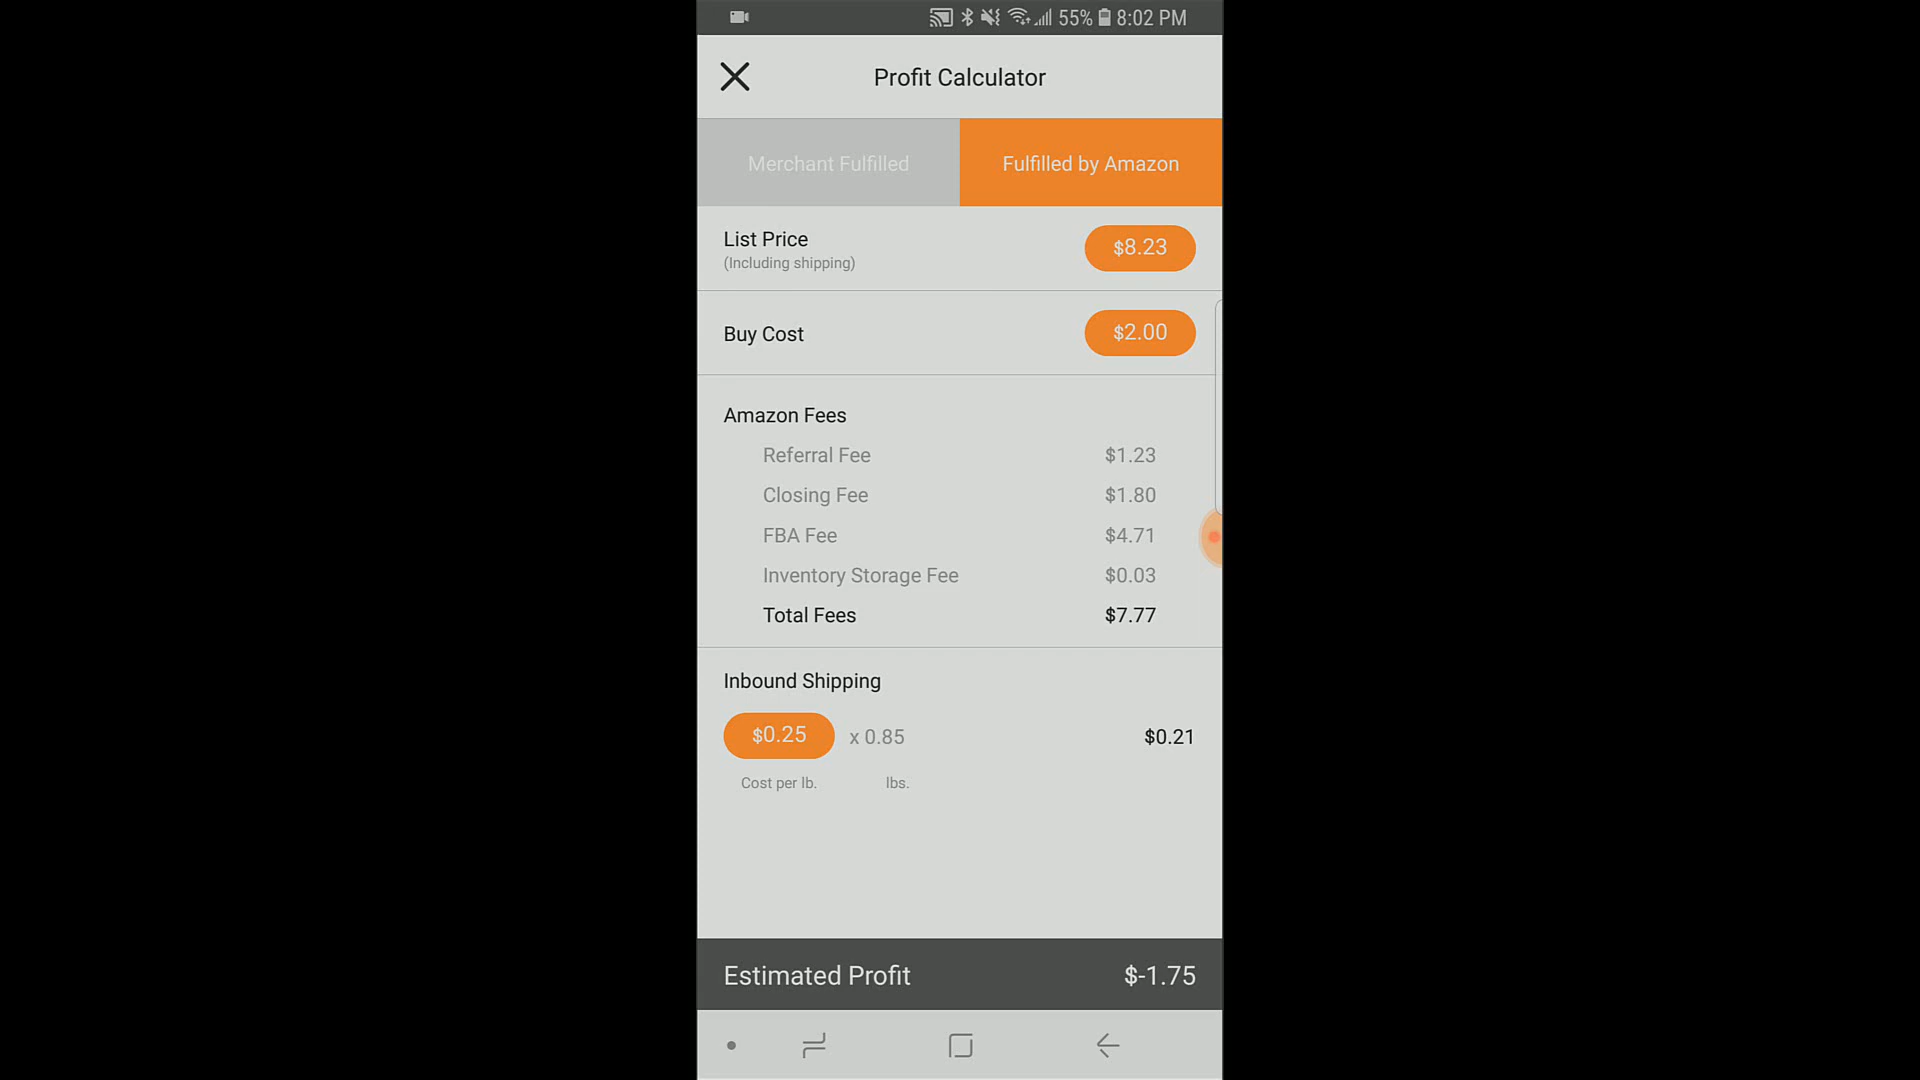 55% 8:02 PM
Profit Calculator
Merchant Fulfilled Fulfilled by Amazon
List Price $8.23
(Including shipping)
Buy Cost $2.00
Amazon Fees
Referral Fee $1.23
Closing Fee $1.80
FBA Fee $4.71
Inventory Storage Fee $0.03
Total Fees $7.77
Inbound Shipping
$0.25 x 0.85 $0.21
Cost per lb. lbs.
Estimated Profit $-1.75